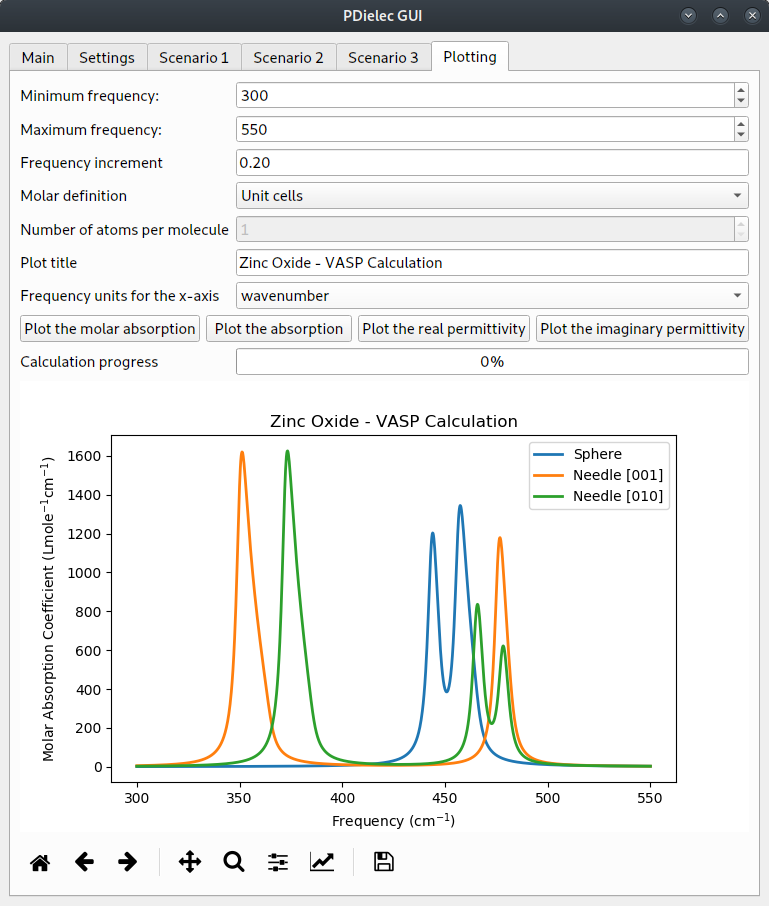 PDielec GUI
Main Settings Scenario 1 Scenario 2 Scenario 3 Plotting
Minimum frequency: 300
Maximum frequency: 550
Frequency increment 0.20
Molar definition Unit cells
Number of atoms per molecule 1
Plot title Zinc Oxide - VASP Calculation
Frequency units for the x-axis wavenumber
Plot the molar absorption Plot the absorption Plot the real permittivity Plot the imaginary permittivity
Calculation progress 0%
Zinc Oxide - VASP Calculation
Molar Absorption Coefficient (Lmole⁻¹cm⁻¹)
1600
1400
1200
1000
800
600
400
200
0
Sphere
Needle [001]
Needle [010]
300 350 400 450 500 550
Frequency (cm⁻¹)